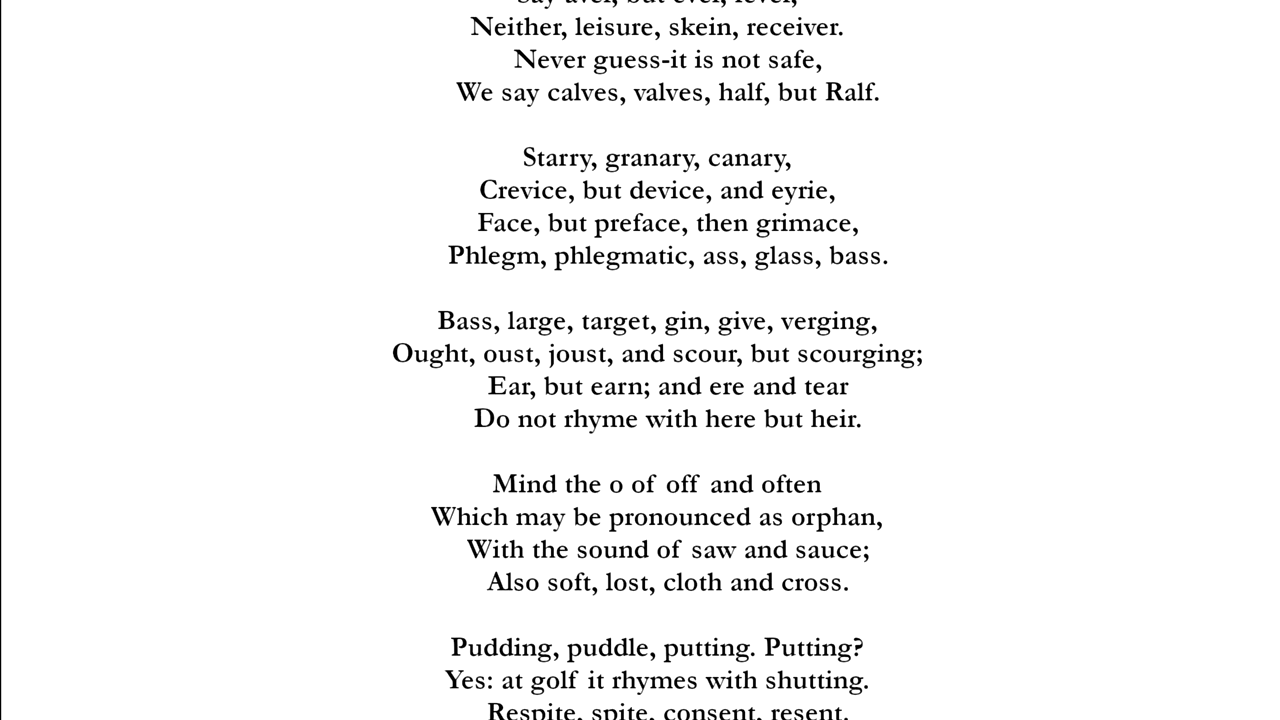 Say aver, but ever, fever,
Neither, leisure, skein, receiver.
Never guess-it is not safe,
We say calves, valves, half, but Ralf.
Starry, granary, canary,
Crevice, but device, and eyrie,
Face, but preface, then grimace,
Phlegm, phlegmatic, ass, glass, bass.
Bass, large, target, gin, give, verging,
Ought, oust, joust, and scour, but scourging;
Ear, but earn; and ere and tear
Do not rhyme with here but heir.
Mind the o of off and often
Which may be pronounced as orphan,
With the sound of saw and sauce;
Also soft, lost, cloth and cross.
Pudding, puddle, putting. Putting?
Yes: at golf it rhymes with shutting.
Respite, spite, consent, resent.